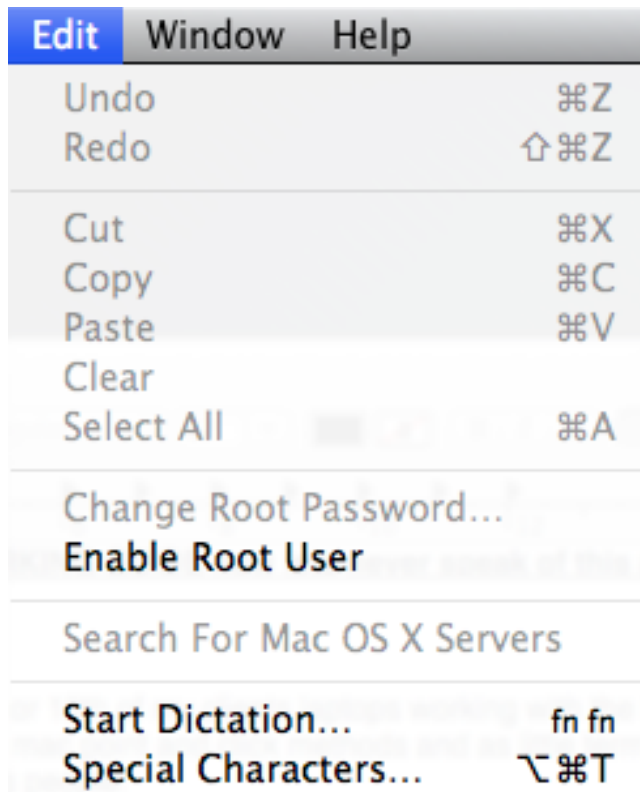 Edit Window Help
Undo ⌘Z
Redo ⇧⌘Z
Cut ⌘X
Copy ⌘C
Paste ⌘V
Clear
Select All ⌘A
Change Root Password...
Enable Root User
Search For Mac OS X Servers
Start Dictation... fn fn
Special Characters... ⌥⌘T